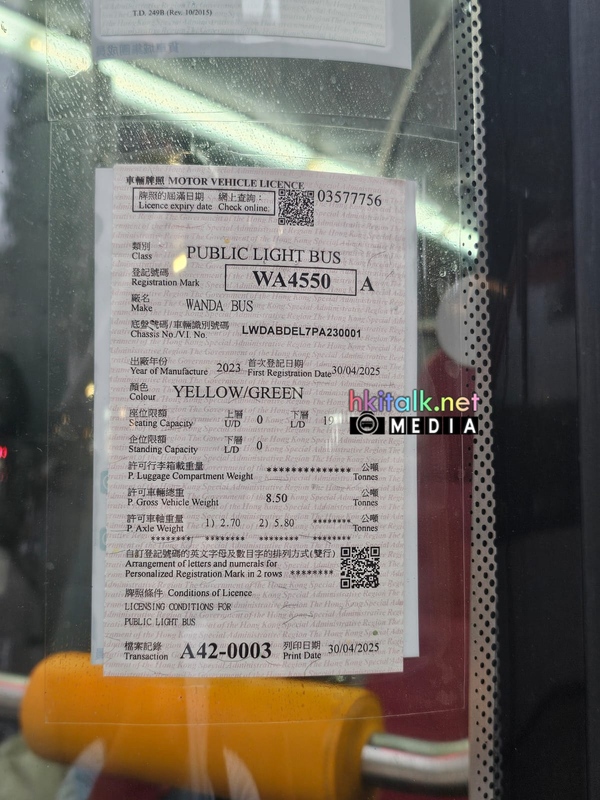 T.D. 249B (Rev. 10/2015)
車輛牌照 MOTOR VEHICLE LICENCE
牌照的屆滿日期 網上查詢：
Licence expiry date Check online:
03577756
類別
Class
PUBLIC LIGHT BUS
登記號碼
Registration Mark
WA4550 A
廠名
Make
WANDA BUS
底盤號碼/車輛識別號碼
Chassis No./V.I. No.
LWDABDEL7PA230001
出廠年份
Year of Manufacture
2023
首次登記日期
First Registration Date
30/04/2025
顏色
Colour
YELLOW/GREEN
hkitalk.net
MEDIA
座位限額
Seating Capacity
上層
U/D
0
下層
L/D
19
企位限額
Standing Capacity
下層
L/D
0
許可行李箱載重量
P. Luggage Compartment Weight
**************
公噸
Tonnes
許可車輛總重
P. Gross Vehicle Weight
8.50
公噸
Tonnes
許可車軸重量
P. Axle Weight
1) 2.70 2) 5.80 ********
公噸
Tonnes
******** ******** ******** ********
自訂登記號碼的英文字母及數目字的排列方式(雙行)
Arrangement of letters and numerals for
Personalized Registration Mark in 2 rows ********
牌照條件 Conditions of Licence
LICENSING CONDITIONS FOR
PUBLIC LIGHT BUS
檔案記錄
Transaction
A42-0003
列印日期
Print Date
30/04/2025